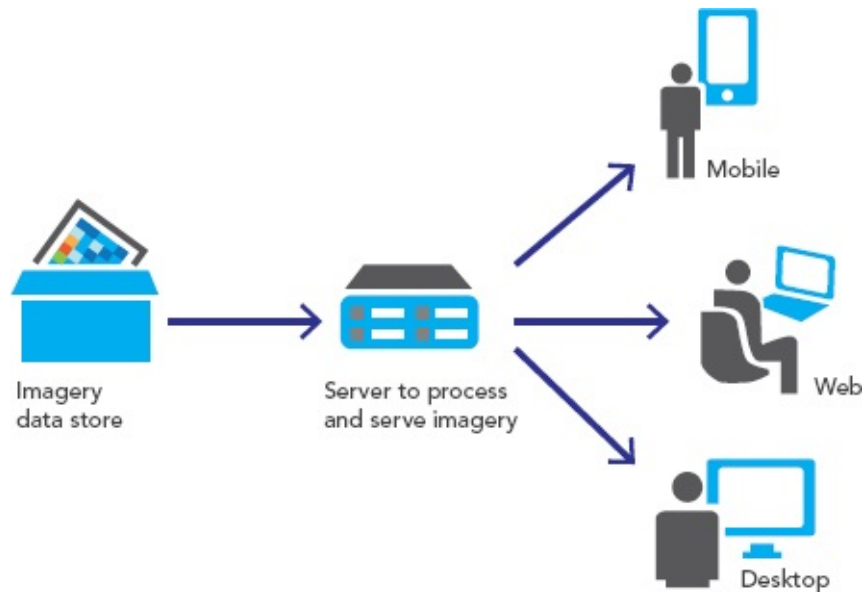 Mobile
Imagery
data store
Server to process
and serve imagery
Web
Desktop